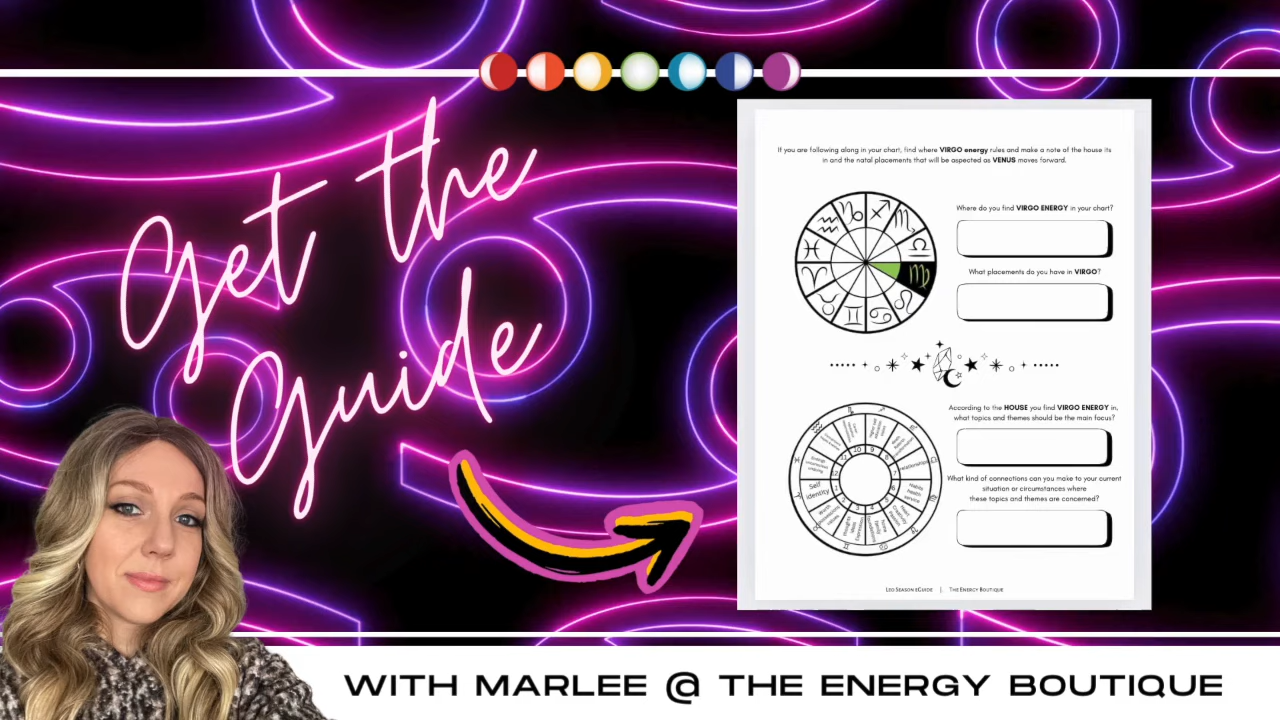 Get the
Guide
If you are following along in your chart, find where VIRGO energy rules and make a note of the house its
in and the natal placements that will be aspected as VENUS moves forward.
Where do you find VIRGO ENERGY in your chart?
What placements do you have in VIRGO?
According to the HOUSE you find VIRGO ENERGY in,
what topics and themes should be the main focus?
relationships
Self
identity
Habits
health
service
What kind of connections can you make to your current
situation or circumstances where
these topics and themes are concerned?
LEO SEASON EGUIDE | THE ENERGY BOUTIQUE
WITH MARLEE @ THE ENERGY BOUTIQUE